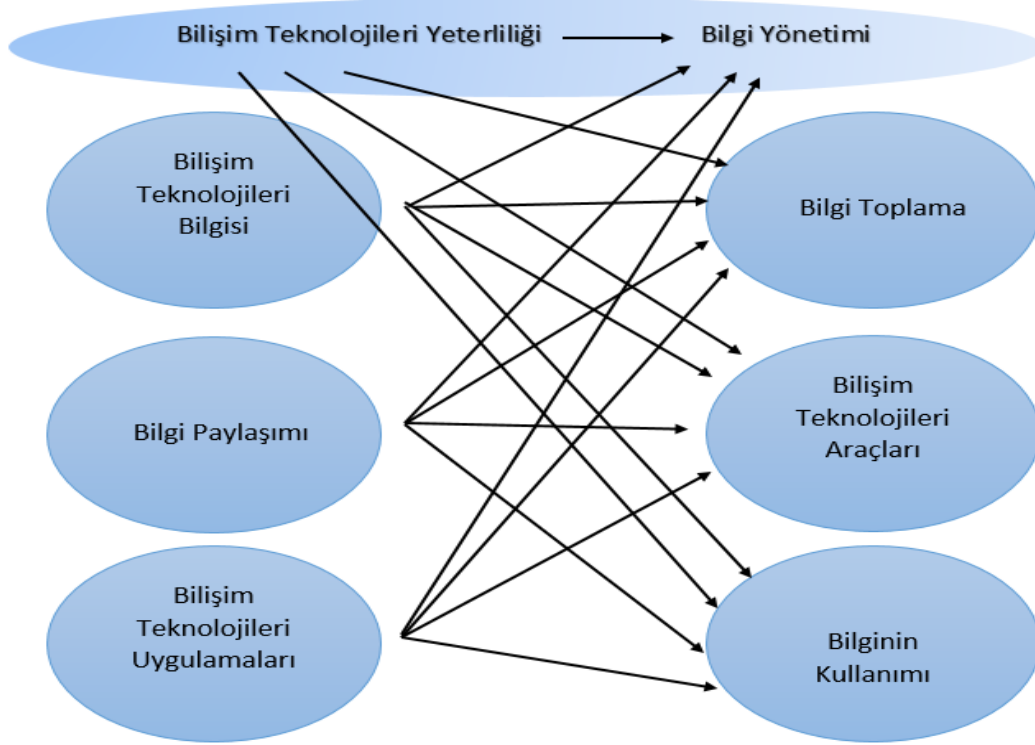 Bilişim Teknolojileri Yeterliliği Bilgi Yönetimi
Bilişim
Teknolojileri
Bilgisi
Bilgi Toplama
Bilgi Paylaşımı
Bilişim
Teknolojileri
Araçları
Bilişim
Teknolojileri
Uygulamaları
Bilginin
Kullanımı